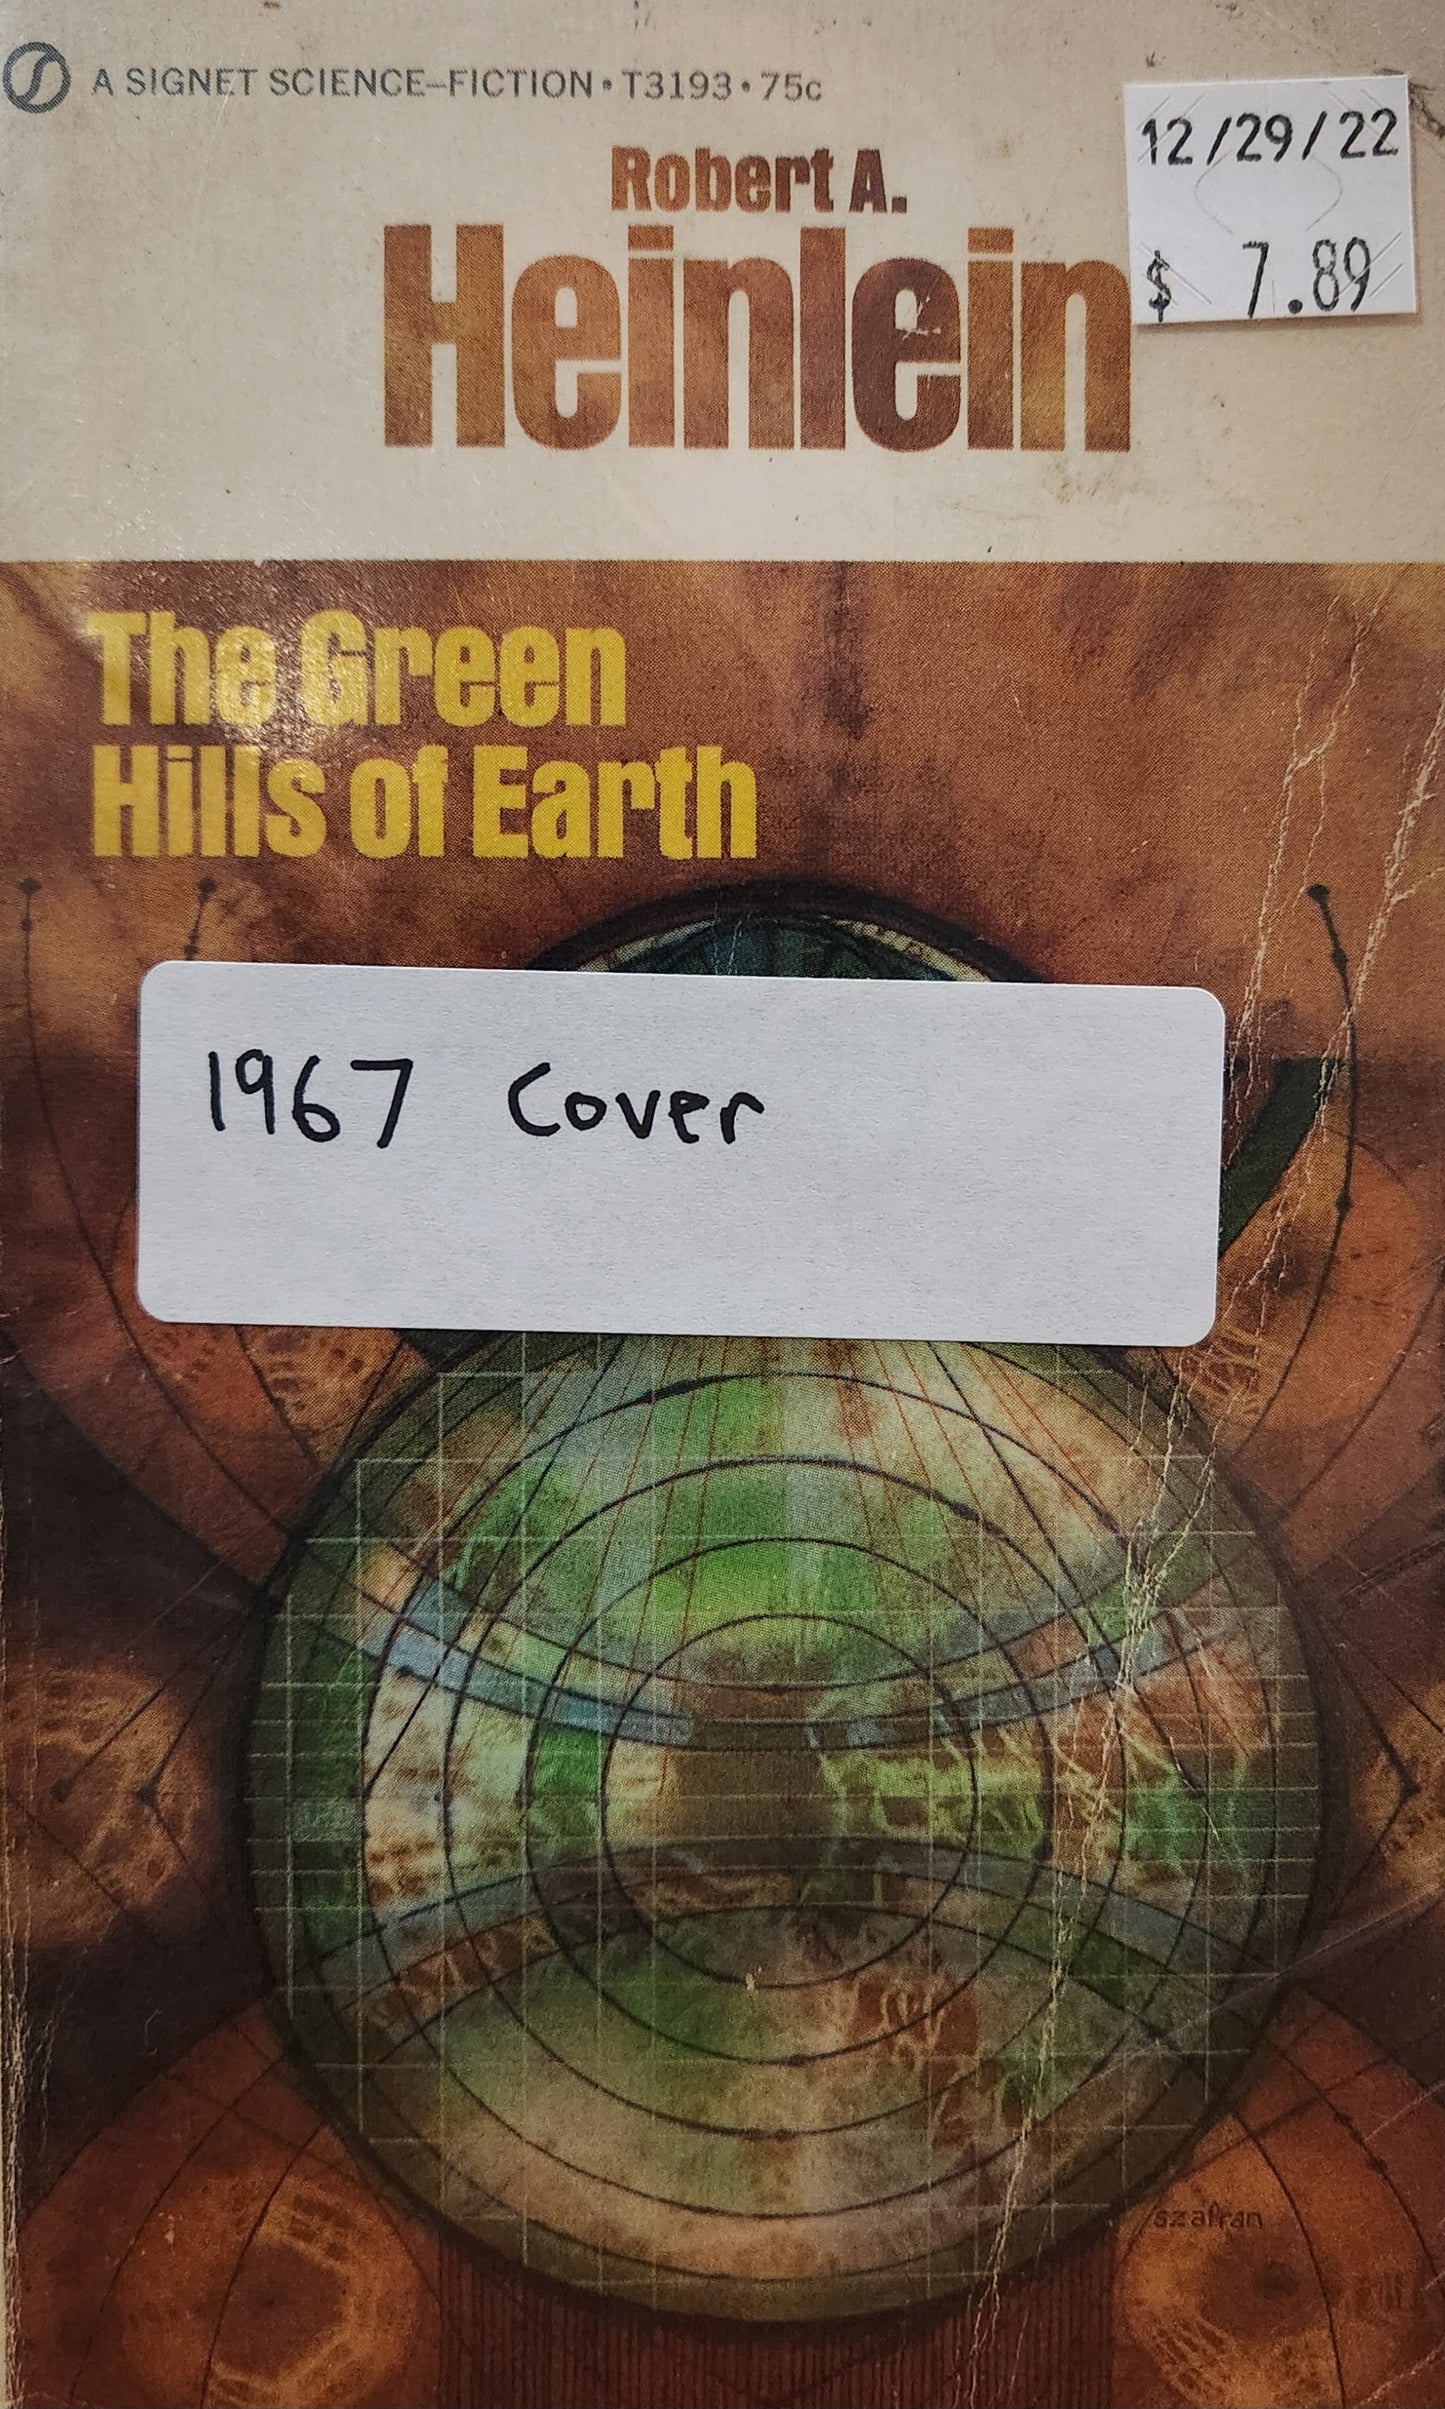 A SIGNET SCIENCE-FICTION • T3193 • 75c
12/29/22
$ 7.89
Robert A.
Heinlein
The Green
Hills of Earth
1967 Cover
szafran